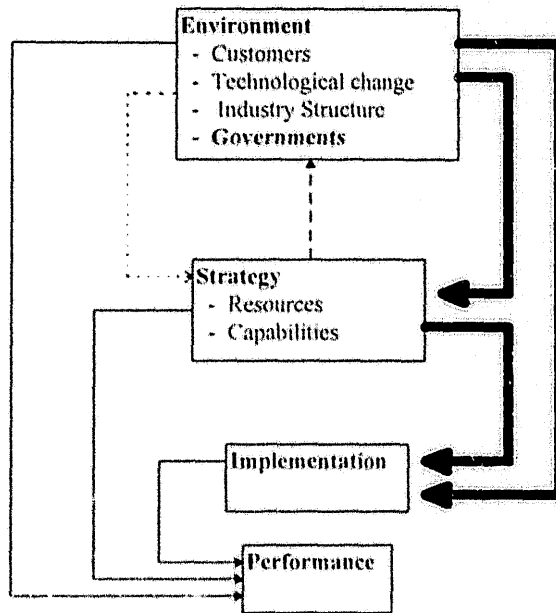 Environment
- Customers
- Technological change
- Industry Structure
- Governments
Strategy
- Resources
- Capabilities
Implementation
Performance